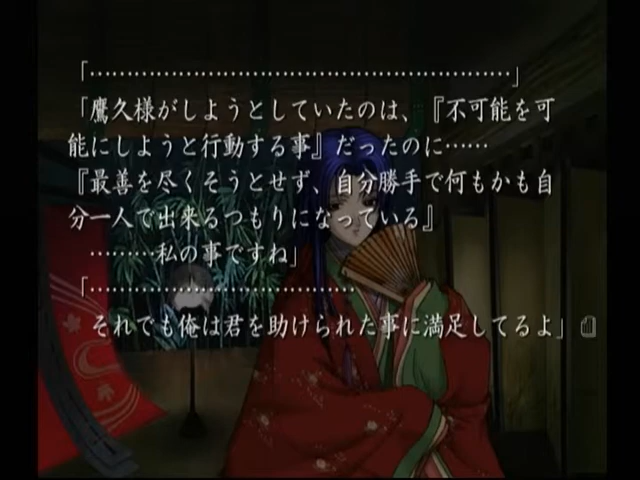 「………………………………………………」
「鷹久様がしようとしていたのは、『不可能を可
能にしようと行動する事』だったのに……
『最善を尽くそうとせず、自分勝手で何もかも自
分一人で出来るつもりになっている』
………私の事ですね」
「………………………………
それでも俺は君を助けられた事に満足してるよ」